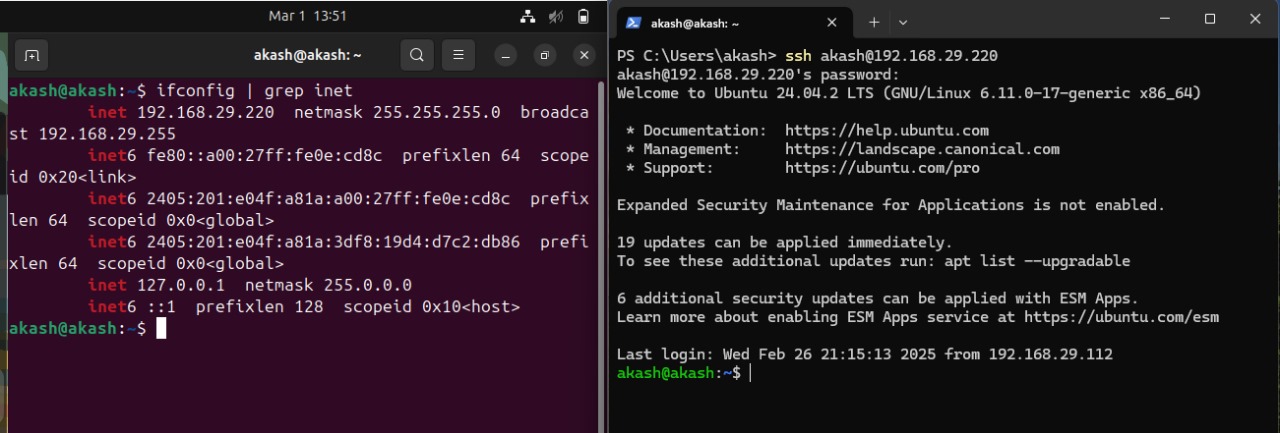 Mar 1 13:51
akash@akash: ~
akash@akash:~$ ifconfig | grep inet
inet 192.168.29.220 netmask 255.255.255.0 broadca
st 192.168.29.255
inet6 fe80::a00:27ff:fe0e:cd8c prefixlen 64 scope
id 0x20<link>
inet6 2405:201:e04f:a81a:a00:27ff:fe0e:cd8c prefix
len 64 scopeid 0x0<global>
inet6 2405:201:e04f:a81a:3df8:19d4:d7c2:db86 prefi
xlen 64 scopeid 0x0<global>
inet 127.0.0.1 netmask 255.0.0.0
inet6 ::1 prefixlen 128 scopeid 0x10<host>
akash@akash:~$
akash@akash: ~
PS C:\Users\akash> ssh akash@192.168.29.220
akash@192.168.29.220's password:
Welcome to Ubuntu 24.04.2 LTS (GNU/Linux 6.11.0-17-generic x86_64)
* Documentation: https://help.ubuntu.com
* Management: https://landscape.canonical.com
* Support: https://ubuntu.com/pro
Expanded Security Maintenance for Applications is not enabled.
19 updates can be applied immediately.
To see these additional updates run: apt list --upgradable
6 additional security updates can be applied with ESM Apps.
Learn more about enabling ESM Apps service at https://ubuntu.com/esm
Last login: Wed Feb 26 21:15:13 2025 from 192.168.29.112
akash@akash:~$